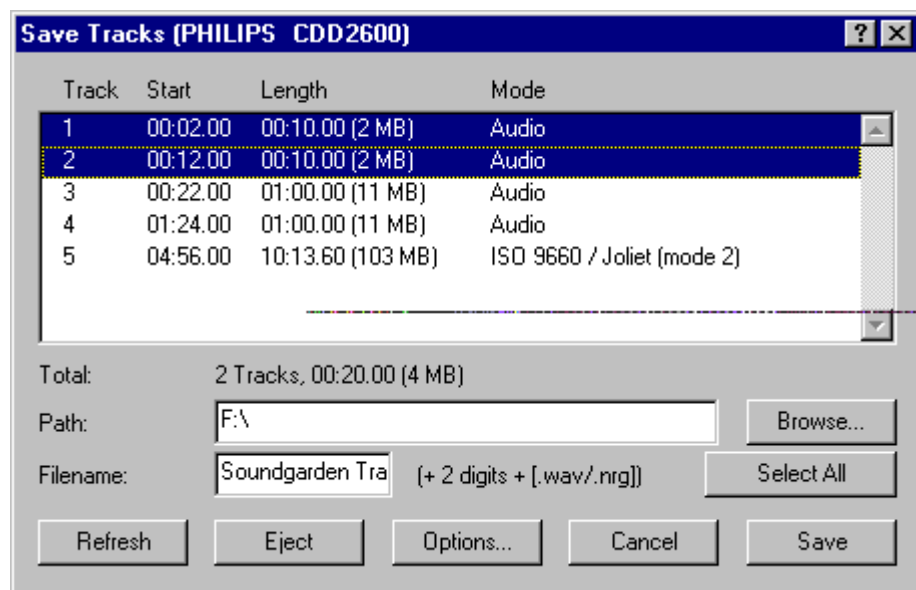 Save Tracks (PHILIPS CDD2600)
Track Start Length Mode
1 00:02.00 00:10.00 (2 MB) Audio
2 00:12.00 00:10.00 (2 MB) Audio
3 00:22.00 01:00.00 (11 MB) Audio
4 01:24.00 01:00.00 (11 MB) Audio
5 04:56.00 10:13.60 (103 MB) ISO 9660 / Joliet (mode 2)
Total: 2 Tracks, 00:20.00 (4 MB)
Path: F:\ Browse...
Filename: Soundgarden Tra (+ 2 digits + [.wav/.nrg]) Select All
Refresh Eject Options... Cancel Save